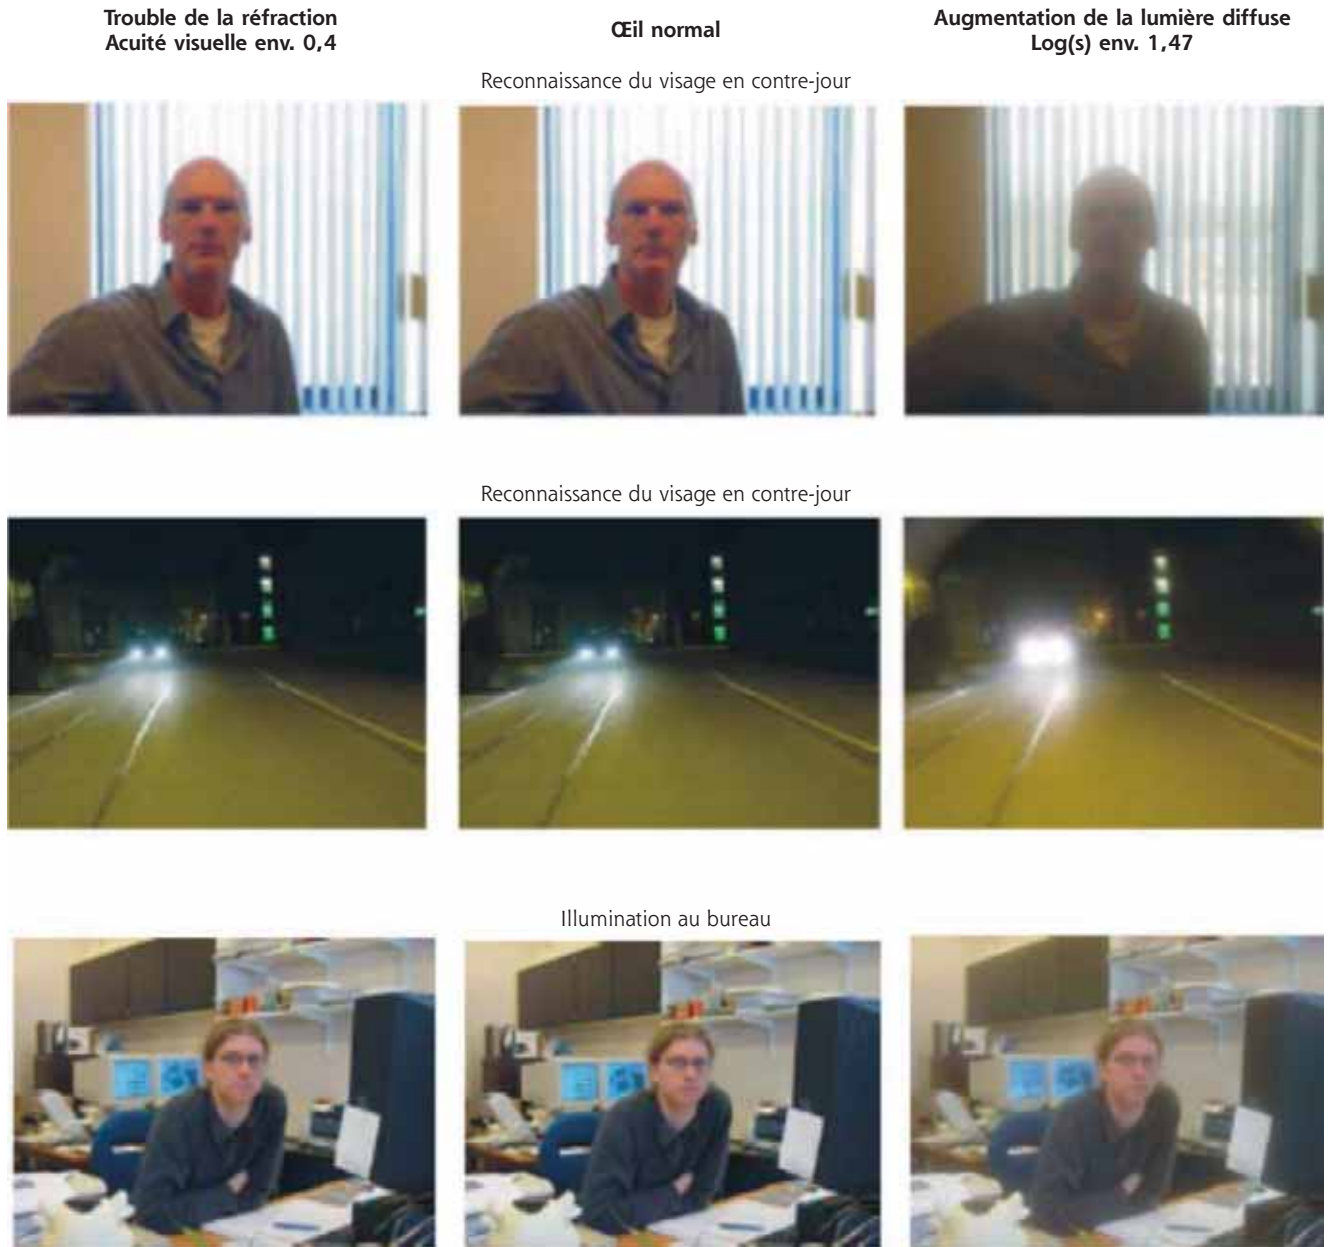 Trouble de la réfraction
Acuité visuelle env. 0,4
Œil normal
Augmentation de la lumière diffuse
Log(s) env. 1,47
Reconnaissance du visage en contre-jour
Reconnaissance du visage en contre-jour
Illumination au bureau